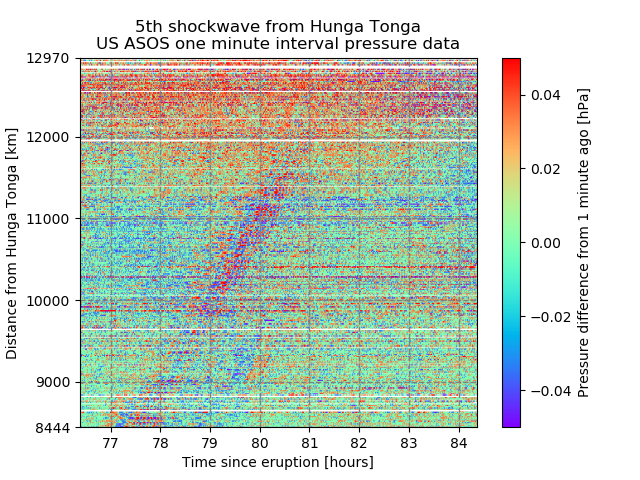 5th shockwave from Hunga Tonga
US ASOS one minute interval pressure data
12970
12000
11000
10000
9000
8444
Distance from Hunga Tonga [km]
77 78 79 80 81 82 83 84
Time since eruption [hours]
0.04
0.02
0.00
−0.02
−0.04
Pressure difference from 1 minute ago [hpa]